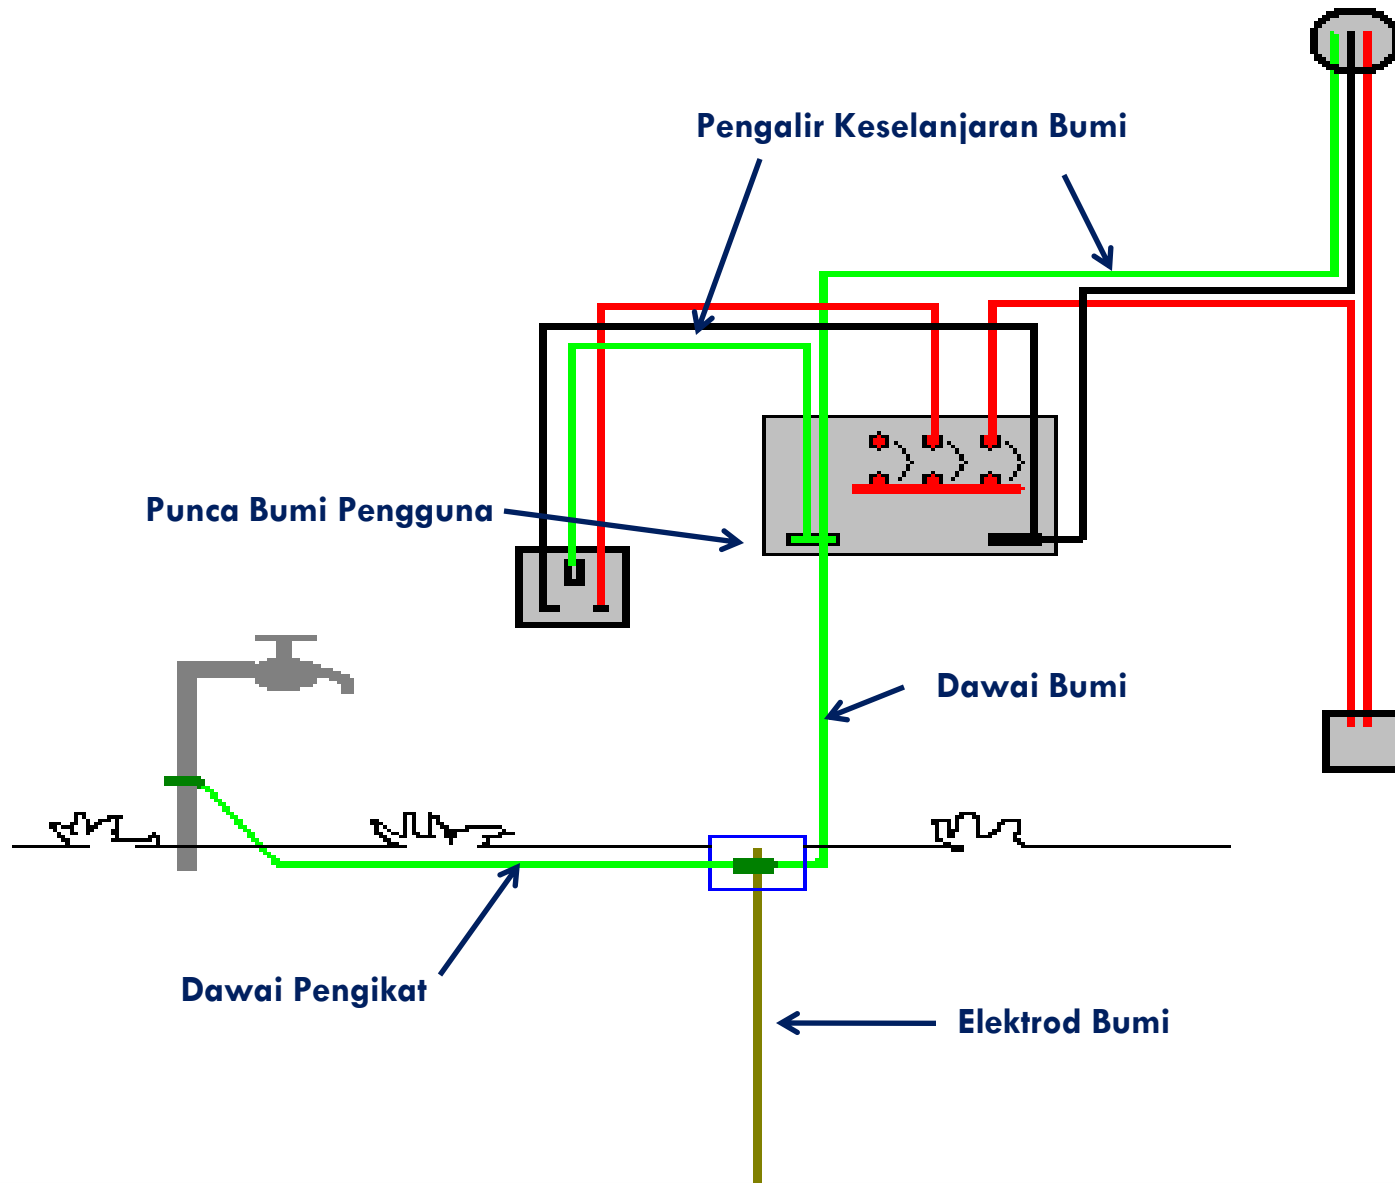 Pengalir Keselanjaran Bumi
Punca Bumi Pengguna
Dawai Bumi
Dawai Pengikat
Elektrod Bumi